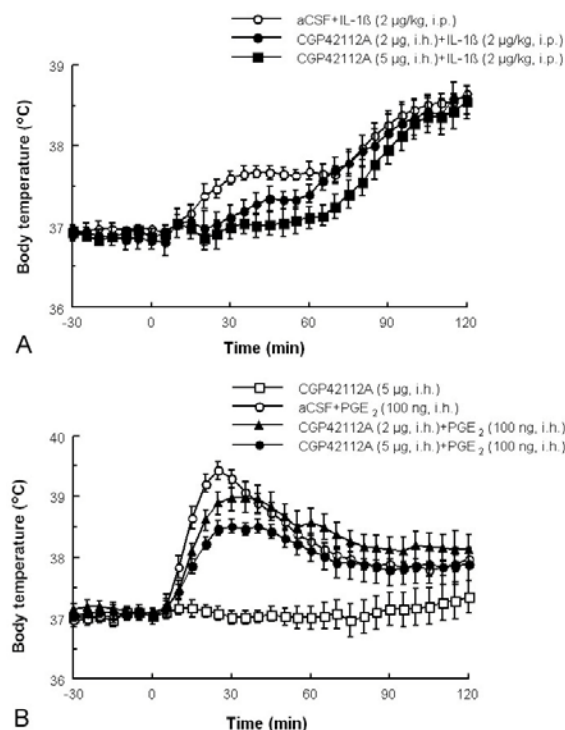 aCSF+IL-1ß (2 µg/kg, i.p.)
CGP42112A (2 µg, i.h.)+IL-1ß (2 µg/kg, i.p.)
CGP42112A (5 µg, i.h.)+IL-1ß (2 µg/kg, i.p.)
39
38
37
36
Body temperature (°C)
-30 0 30 60 90 120
Time (min)
A
CGP42112A (5 µg, i.h.)
aCSF+PGE2 (100 ng, i.h.)
CGP42112A (2 µg, i.h.)+PGE2 (100 ng, i.h.)
CGP42112A (5 µg, i.h.)+PGE2 (100 ng, i.h.)
40
39
38
37
36
Body temperature (°C)
-30 0 30 60 90 120
Time (min)
B